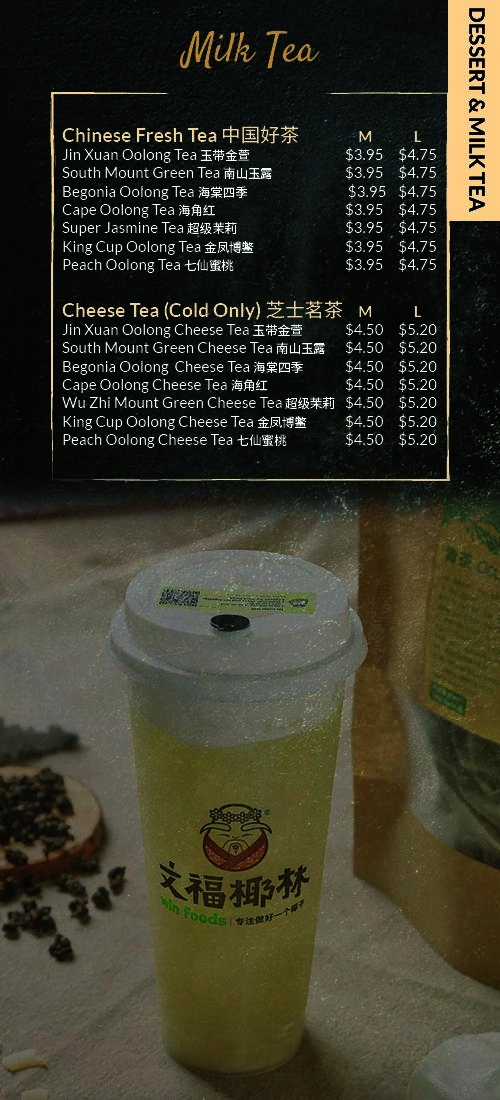 Milk Tea
DESSERT & MILK TEA
Chinese Fresh Tea 中国好茶 M L
Jin Xuan Oolong Tea 玉带金萱 $3.95 $4.75
South Mount Green Tea 南山玉露 $3.95 $4.75
Begonia Oolong Tea 海棠四季 $3.95 $4.75
Cape Oolong Tea 海角红 $3.95 $4.75
Super Jasmine Tea 超级茉莉 $3.95 $4.75
King Cup Oolong Tea 金凤博鳌 $3.95 $4.75
Peach Oolong Tea 七仙蜜桃 $3.95 $4.75
Cheese Tea (Cold Only) 芝士茗茶 M L
Jin Xuan Oolong Cheese Tea 玉带金萱 $4.50 $5.20
South Mount Green Cheese Tea 南山玉露 $4.50 $5.20
Begonia Oolong Cheese Tea 海棠四季 $4.50 $5.20
Cape Oolong Cheese Tea 海角红 $4.50 $5.20
Wu Zhi Mount Green Cheese Tea 超级茉莉 $4.50 $5.20
King Cup Oolong Cheese Tea 金凤博鳌 $4.50 $5.20
Peach Oolong Cheese Tea 七仙蜜桃 $4.50 $5.20
文福椰林
win foods | 专注做好一个椰子